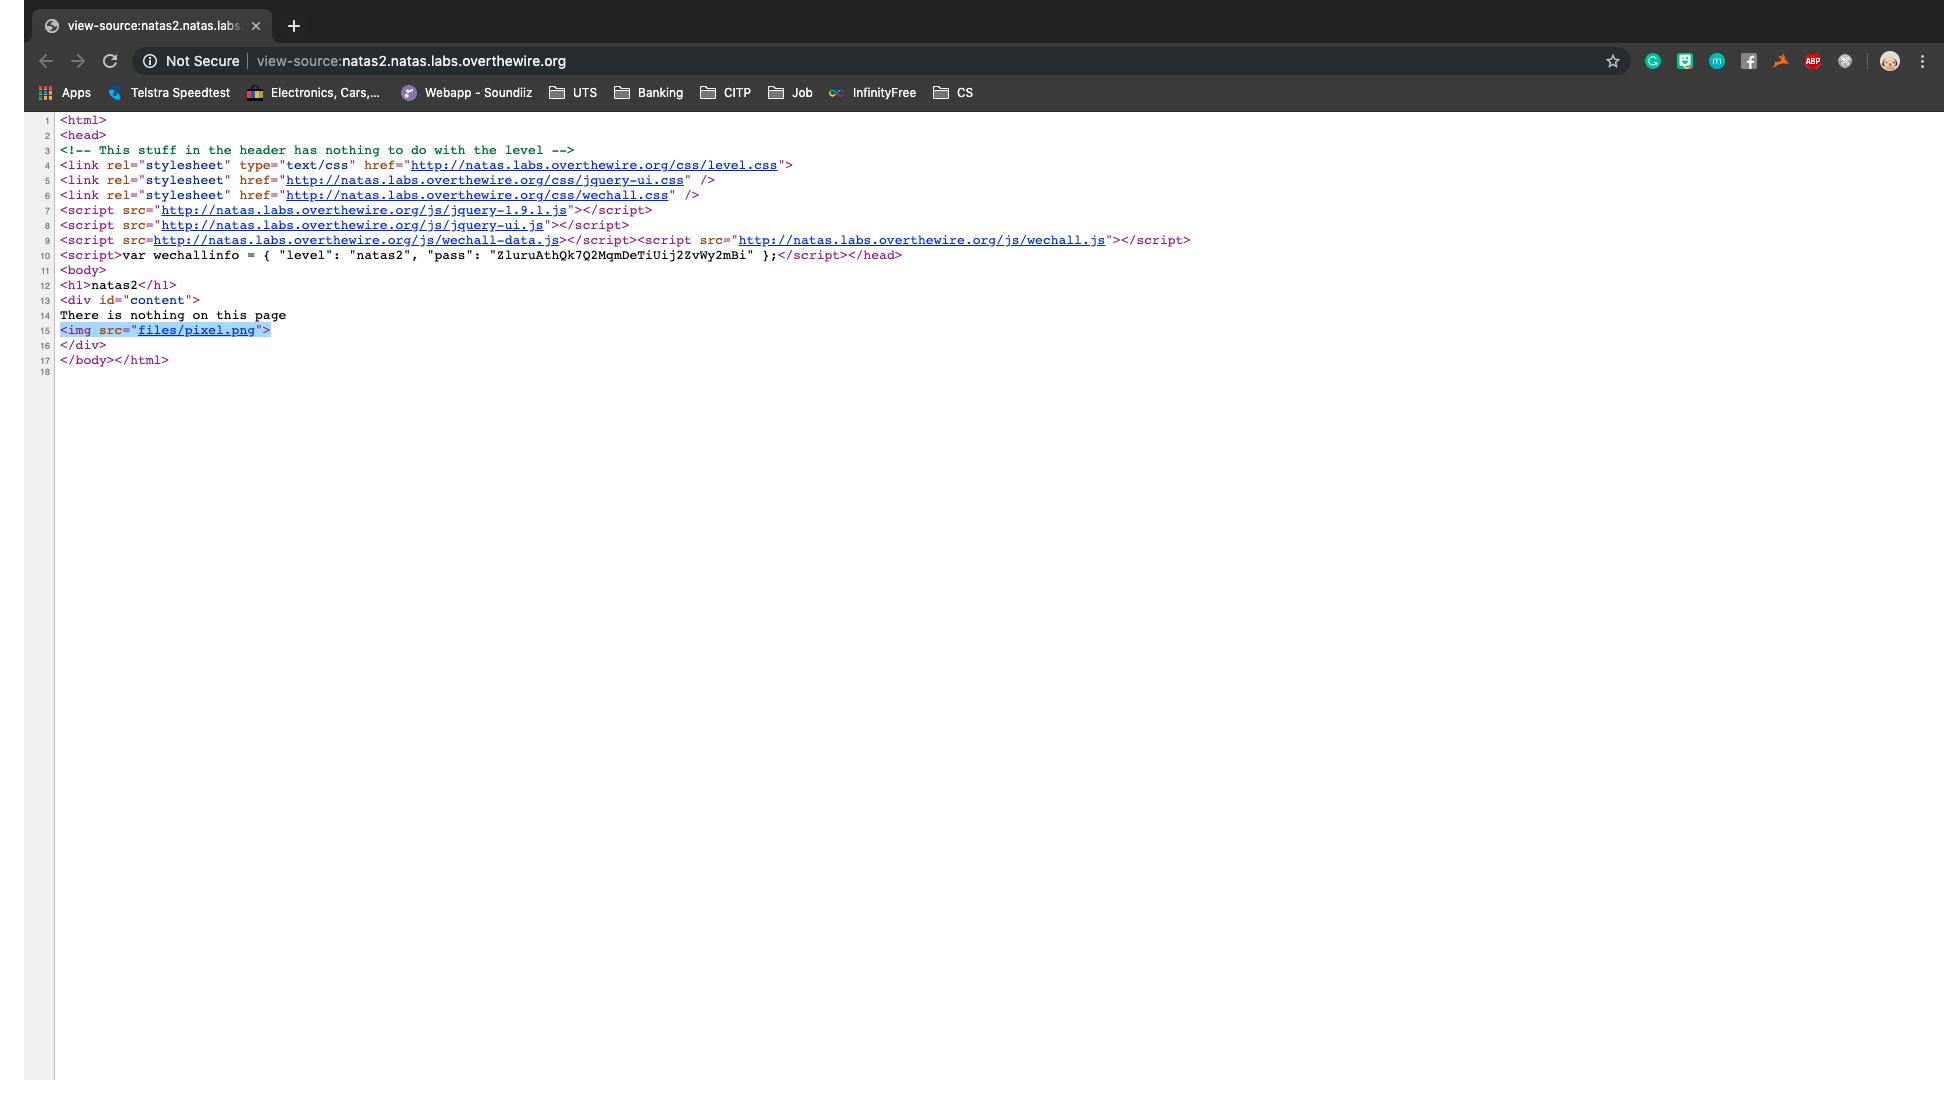 view-source:natas2.natas.labs.
Not Secure view-source:natas2.natas.labs.overthewire.org
Apps Telstra Speedtest Electronics, Cars,... Webapp - Soundiiz UTS Banking CITP Job InfinityFree CS
1 <html>
2 <head>
3 <!-- This stuff in the header has nothing to do with the level -->
4 <link rel="stylesheet" type="text/css" href="http://natas.labs.overthewire.org/css/level.css">
5 <link rel="stylesheet" href="http://natas.labs.overthewire.org/css/jquery-ui.css" />
6 <link rel="stylesheet" href="http://natas.labs.overthewire.org/css/wechall.css" />
7 <script src="http://natas.labs.overthewire.org/js/jquery-1.9.1.js"></script>
8 <script src="http://natas.labs.overthewire.org/js/jquery-ui.js"></script>
9 <script src=http://natas.labs.overthewire.org/js/wechall-data.js></script><script src="http://natas.labs.overthewire.org/js/wechall.js"></script>
10 <script>var wechallinfo = { "level": "natas2", "pass": "ZluruAthQk7Q2MqmDeTiUij2ZvWy2mBi" };</script></head>
11 <body>
12 <h1>natas2</h1>
13 <div id="content">
14 There is nothing on this page
15 <img src="files/pixel.png">
16 </div>
17 </body></html>
18